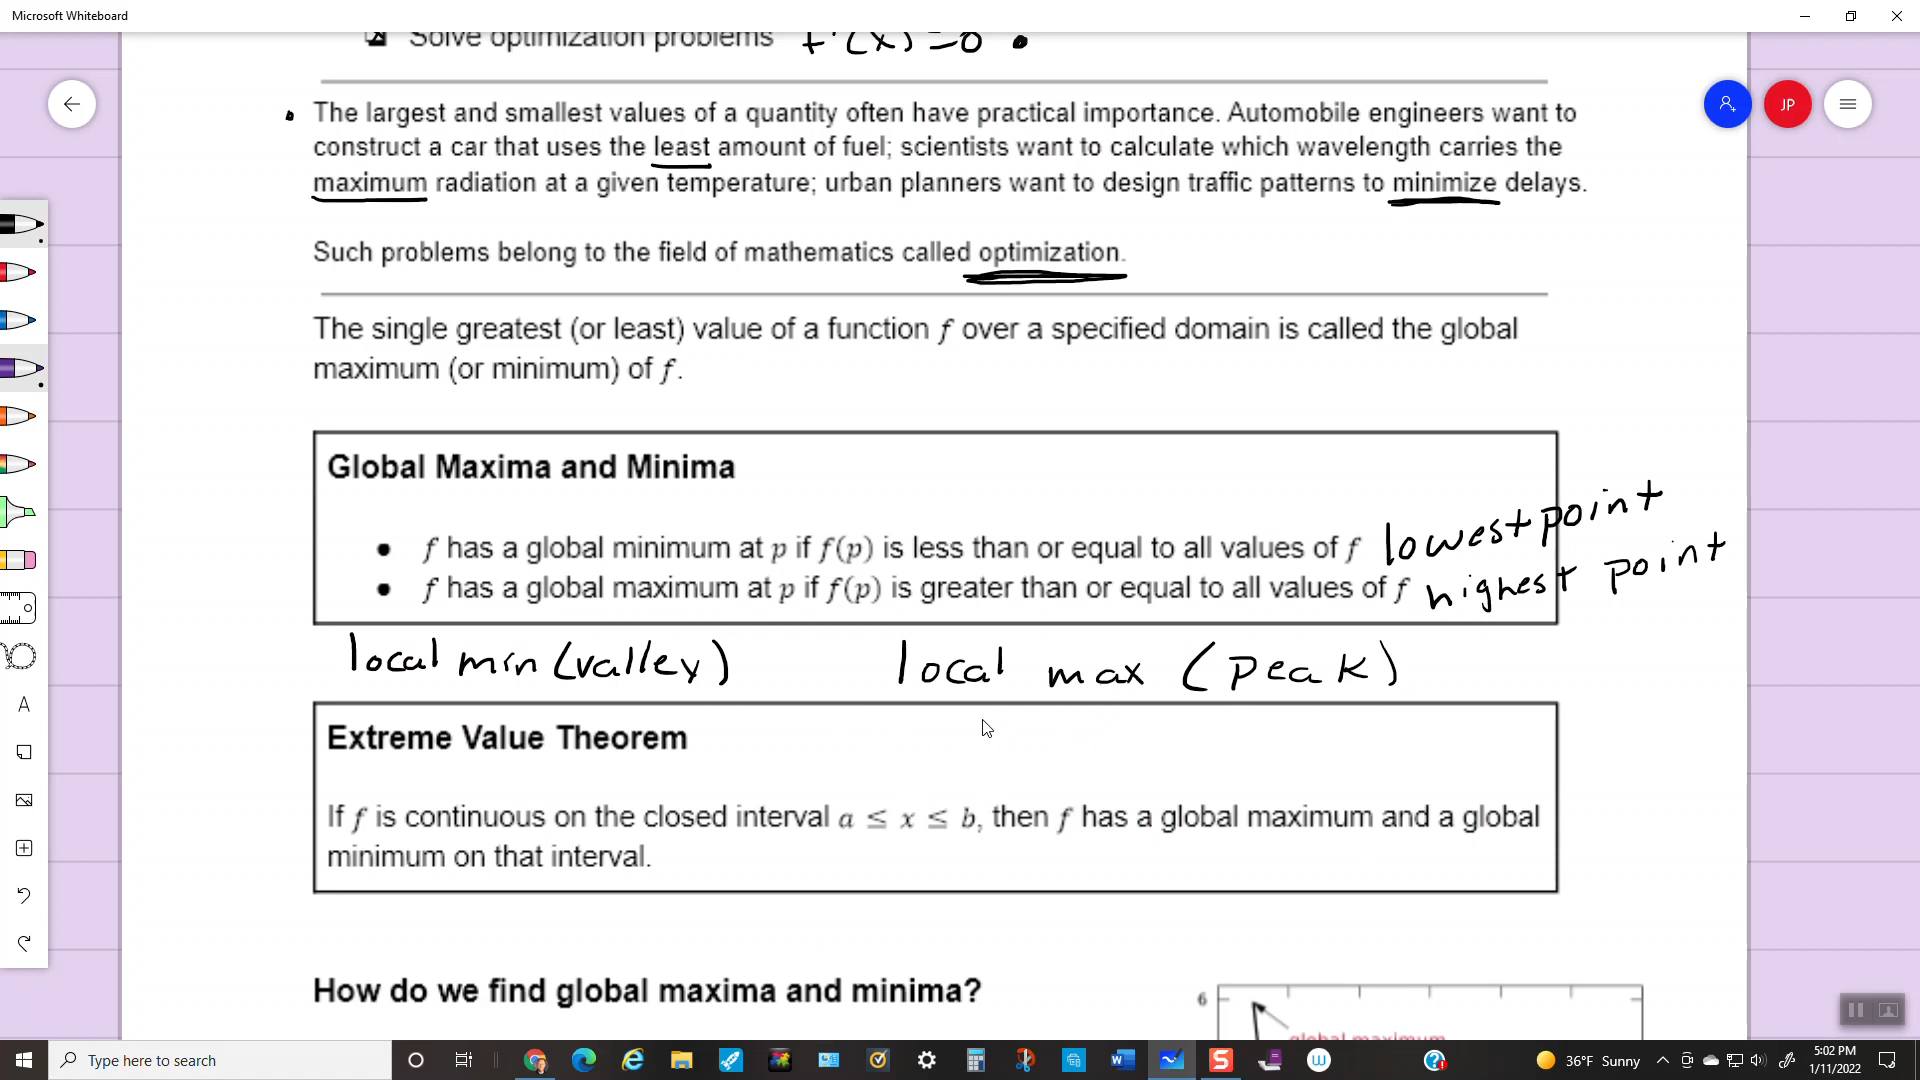 Microsoft Whiteboard
Solve optimization problems f'(x)=0
JP
The largest and smallest values of a quantity often have practical importance. Automobile engineers want to
construct a car that uses the least amount of fuel; scientists want to calculate which wavelength carries the
maximum radiation at a given temperature; urban planners want to design traffic patterns to minimize delays.
Such problems belong to the field of mathematics called optimization.
The single greatest (or least) value of a function f over a specified domain is called the global
maximum (or minimum) of f.
Global Maxima and Minima
• f has a global minimum at p if f(p) is less than or equal to all values of f lowest point
• f has a global maximum at p if f(p) is greater than or equal to all values of f highest point
local min (valley) local max (peak)
Extreme Value Theorem
If f is continuous on the closed interval a ≤ x ≤ b, then f has a global maximum and a global
minimum on that interval.
How do we find global maxima and minima?
6
global maximum
Type here to search
36°F Sunny
5:02 PM
1/11/2022